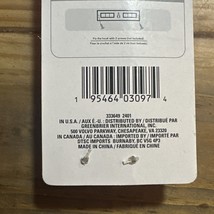 1 95464 03097 4
333649 2401
IN U.S.A. / AUX É.-U. : DISTRIBUTED BY / DISTRIBUÉ PAR
GREENBRIER INTERNATIONAL, INC.
500 VOLVO PARKWAY, CHESAPEAKE, VA 23320
IN CANADA / AU CANADA : IMPORTED BY / IMPORTÉ PAR
DTSC IMPORTS BURNABY, BC V5G 4P3
MADE IN CHINA / FABRIQUÉ EN CHINE